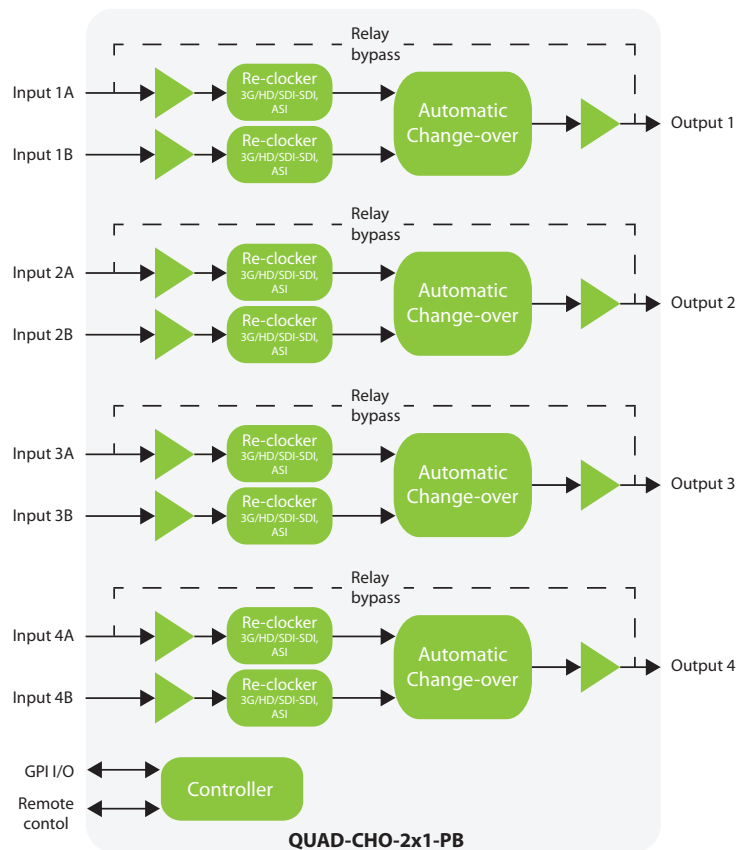 Relay
bypass
Input 1A
Re-clocker
3G/HD/SDI-SDI,
ASI
Automatic
Change-over
Output 1
Input 1B
Re-clocker
3G/HD/SDI-SDI,
ASI
Relay
bypass
Input 2A
Re-clocker
3G/HD/SDI-SDI,
ASI
Automatic
Change-over
Output 2
Input 2B
Re-clocker
3G/HD/SDI-SDI,
ASI
Relay
bypass
Input 3A
Re-clocker
3G/HD/SDI-SDI,
ASI
Automatic
Change-over
Output 3
Input 3B
Re-clocker
3G/HD/SDI-SDI,
ASI
Relay
bypass
Input 4A
Re-clocker
3G/HD/SDI-SDI,
ASI
Automatic
Change-over
Output 4
Input 4B
Re-clocker
3G/HD/SDI-SDI,
ASI
GPI I/O
Controller
Remote
contol
QUAD-CHO-2x1-PB